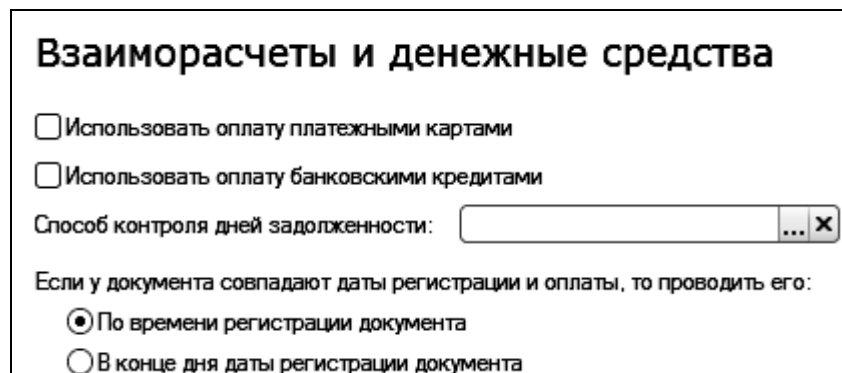 Взаиморасчеты и денежные средства
Использовать оплату платежными картами
Использовать оплату банковскими кредитами
Способ контроля дней задолженности: ...
Если у документа совпадают даты регистрации и оплаты, то проводить его:
По времени регистрации документа
В конце дня даты регистрации документа